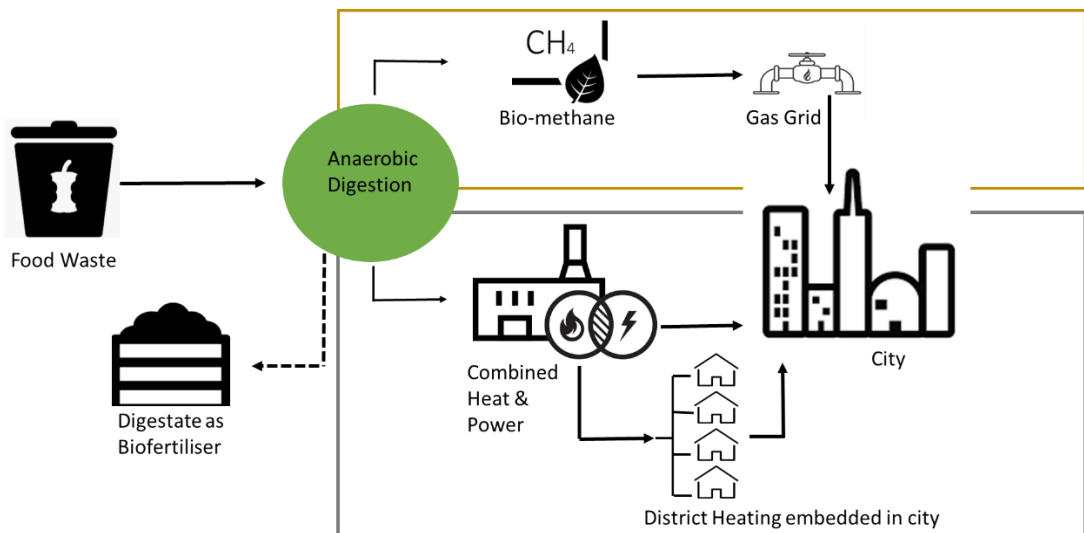 CH₄
Bio-methane
Gas Grid
Anaerobic
Digestion
Food Waste
City
Combined
Heat &
Power
Digestate as
Biofertiliser
District Heating embedded in city